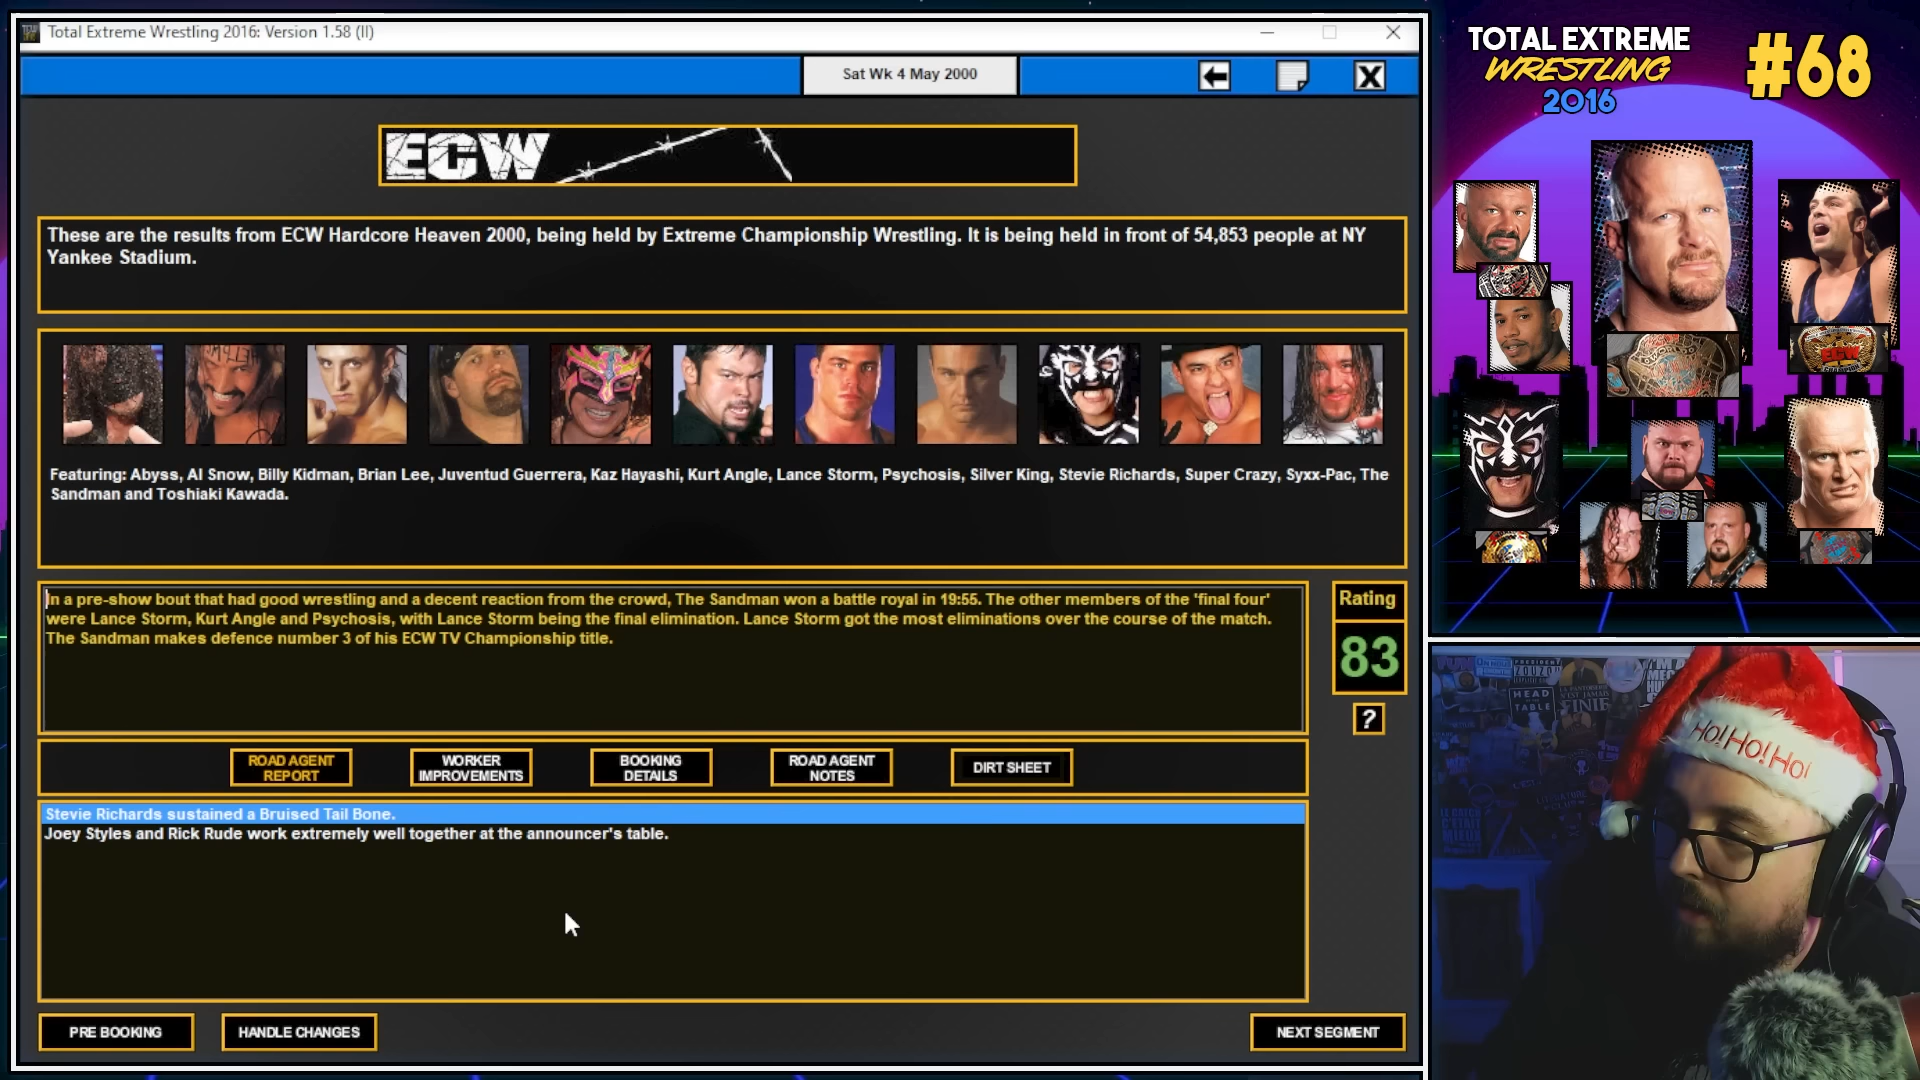 Total Extreme Wrestling 2016: Version 1.58 (II)
Sat Wk 4 May 2000
ECW
These are the results from ECW Hardcore Heaven 2000, being held by Extreme Championship Wrestling. It is being held in front of 54,853 people at NY
Yankee Stadium.
Featuring: Abyss, Al Snow, Billy Kidman, Brian Lee, Juventud Guerrera, Kaz Hayashi, Kurt Angle, Lance Storm, Psychosis, Silver King, Stevie Richards, Super Crazy, Syxx-Pac, The
Sandman and Toshiaki Kawada.
In a pre-show bout that had good wrestling and a decent reaction from the crowd, The Sandman won a battle royal in 19:55. The other members of the 'final four'
were Lance Storm, Kurt Angle and Psychosis, with Lance Storm being the final elimination. Lance Storm got the most eliminations over the course of the match.
The Sandman makes defence number 3 of his ECW TV Championship title.
Rating
83
?
ROAD AGENT
REPORT
WORKER
IMPROVEMENTS
BOOKING
DETAILS
ROAD AGENT
NOTES
DIRT SHEET
Stevie Richards sustained a Bruised Tail Bone.
Joey Styles and Rick Rude work extremely well together at the announcer's table.
PRE BOOKING
HANDLE CHANGES
NEXT SEGMENT
TOTAL EXTREME
WRESTLING
2016
#68
ECW
HEAD
OF THE
TABLE
Ho!Ho!Ho!